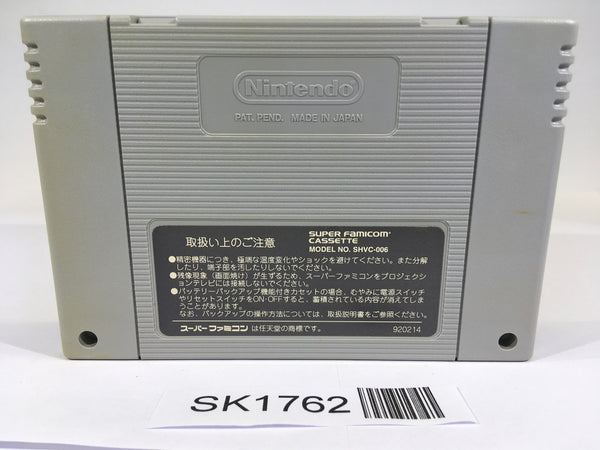 Nintendo
PAT. PEND. MADE IN JAPAN
取扱い上のご注意
SUPER FAMICOM
CASSETTE
MODEL NO. SHVC-006
●精密機器につき、極端な温度変化やショックを避けてください。また分解
したり、端子部を汚したりしないでください。
●残像現象（画面焼け）が生ずるため、スーパーファミコンをプロジェクシ
ョンテレビには接続しないでください。
●バッテリーバックアップ機能付きカセットの場合、むやみに電源スイッチ
やリセットスイッチをON・OFFすると、蓄積されている内容が消えてしま
うことがあります。
なお、バックアップの操作方法については、取扱説明書をご参照ください。
スーパーファミコン は任天堂の商標です。
920214
SK1762